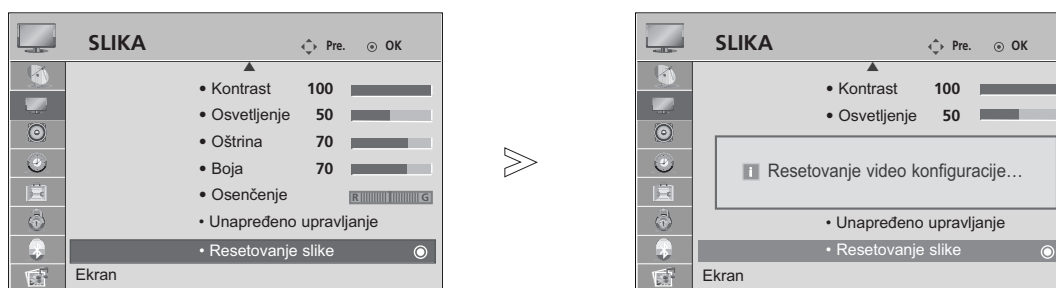 SLIKA Pre. OK
• Kontrast 100
• Osvetljenje 50
• Oštrina 70
• Boja 70
• Osenčenje R G
• Unapređeno upravljanje
• Resetovanje slike
Ekran
SLIKA Pre. OK
• Kontrast 100
• Osvetljenje 50
i Resetovanje video konfiguracije...
• Unapređeno upravljanje
• Resetovanje slike
Ekran